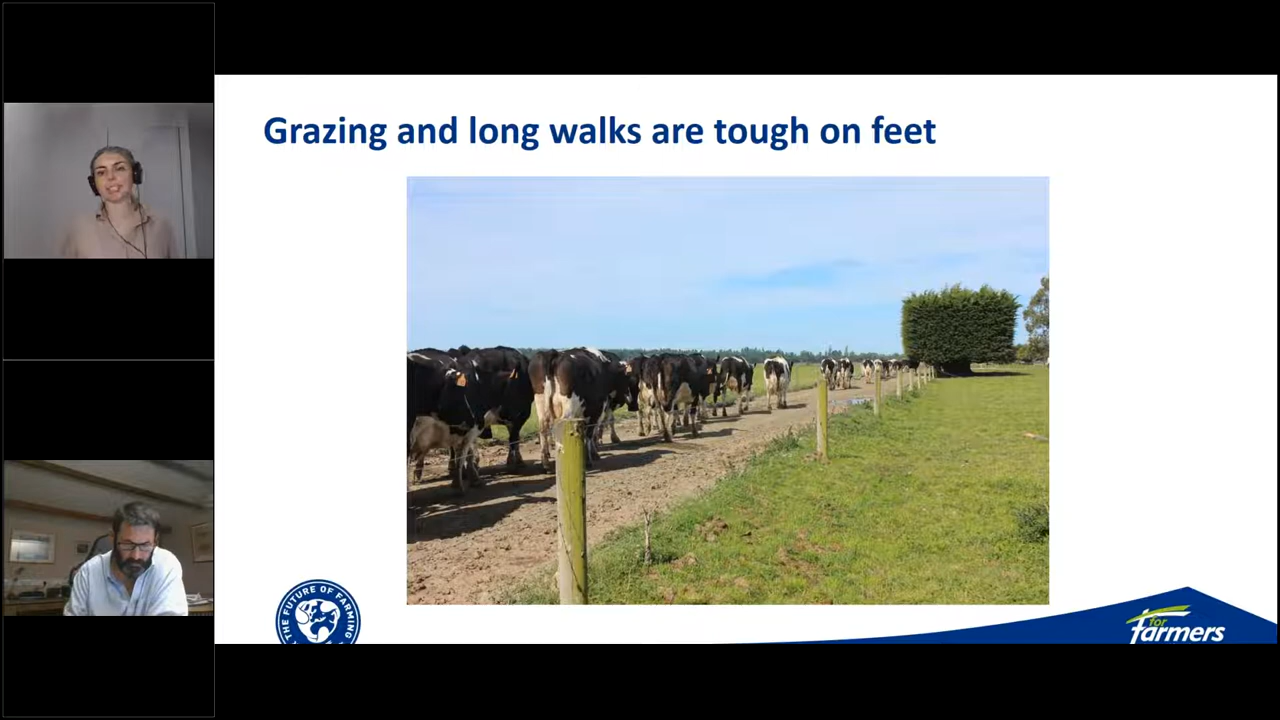 Grazing and long walks are tough on feet
THE FUTURE OF FARMING
for
farmers